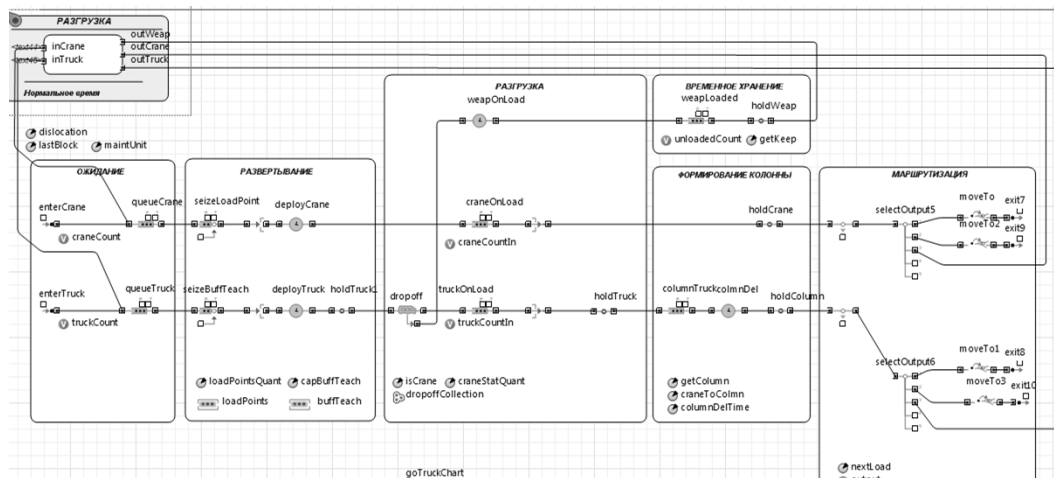 РАЗГРУЗКА
outWeap
inCrane
outCrane
inTruck
outTruck
Нормальное время
РАЗГРУЗКА
weapOnLoad
ВРЕМЕННОЕ ХРАНЕНИЕ
weapLoaded
holdWeap
unloadedCount
getKeep
dislocation
lastBlock
maintUnit
ОЖИДАНИЕ
РАЗВЕРТЫВАНИЕ
ФОРМИРОВАНИЕ КОЛОННЫ
МАРШРУТИЗАЦИЯ
enterCrane
queueCrane
seizeLoadPoint
deployCrane
craneOnLoad
holdCrane
selectOutput5
moveTo
exit7
moveTo2
exit9
craneCount
craneCountIn
enterTruck
queueTruck
seizeBuffTeach
deployTruck
holdTruck1
dropoff
truckOnLoad
holdTruck
columnTruck
colmnDel
holdColumn
truckCount
truckCountIn
selectOutput6
moveTo1
exit8
moveTo3
exit10
loadPointsQuant
capBuffTeach
loadPoints
buffTeach
isCrane
craneStatQuant
dropoffCollection
getColumn
craneToColmn
columnDelTime
goTruckChart
nextLoad